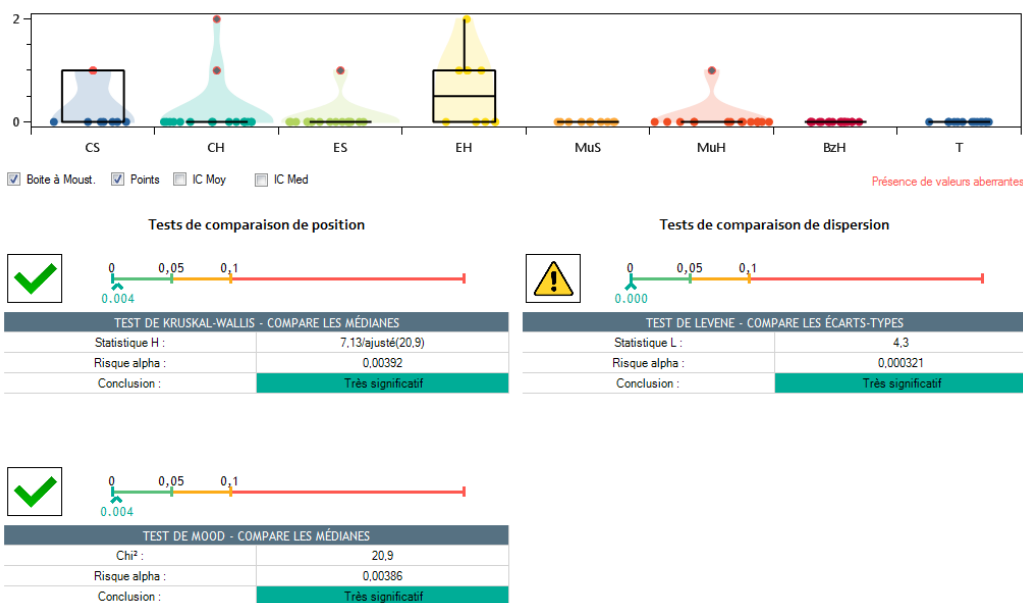 2
0
CS CH ES EH MuS MuH BzH T
Boite à Moust. Points IC Moy IC Med
Présence de valeurs aberrantes
Tests de comparaison de position
0 0,05 0,1
0.004
TEST DE KRUSKAL-WALLIS - COMPARE LES MÉDIANES
Statistique H : 7,13/ajusté(20,9)
Risque alpha : 0,00392
Conclusion : Très significatif
Tests de comparaison de dispersion
0 0,05 0,1
0.000
TEST DE LEVENE - COMPARE LES ÉCARTS-TYPES
Statistique L : 4,3
Risque alpha : 0,000321
Conclusion : Très significatif
0 0,05 0,1
0.004
TEST DE MOOD - COMPARE LES MÉDIANES
Chi² : 20,9
Risque alpha : 0,00386
Conclusion : Très significatif